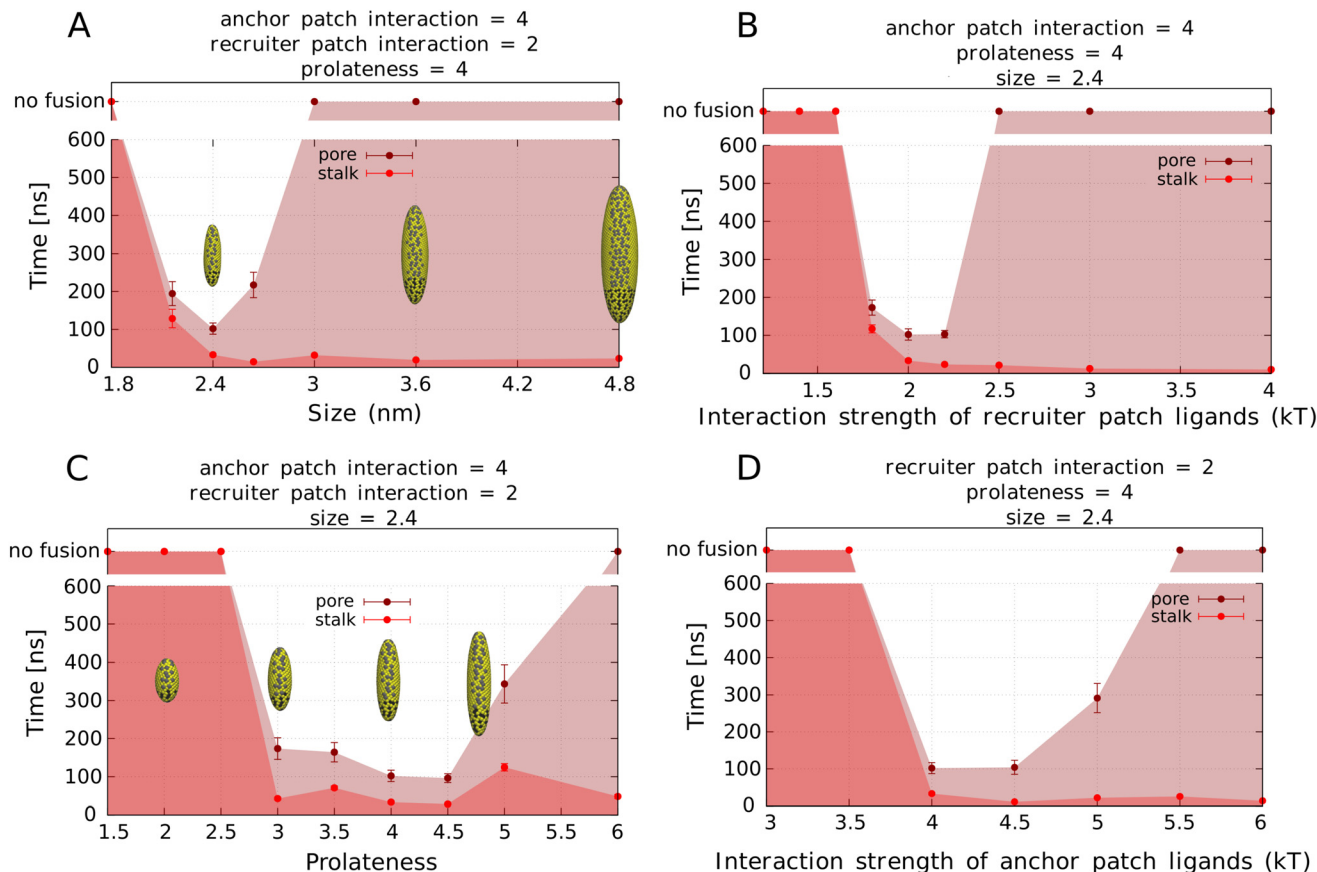 A
anchor patch interaction = 4
recruiter patch interaction = 2
prolateness = 4
no fusion
600
500
400
300
200
100
0
Time [ns]
pore
stalk
1.8 2.4 3 3.6 4.2 4.8
Size (nm)
B
anchor patch interaction = 4
prolateness = 4
size = 2.4
no fusion
600
500
400
300
200
100
0
Time [ns]
pore
stalk
1.5 2 2.5 3 3.5 4
Interaction strength of recruiter patch ligands (kT)
C
anchor patch interaction = 4
recruiter patch interaction = 2
size = 2.4
no fusion
600
500
400
300
200
100
0
Time [ns]
pore
stalk
1.5 2 2.5 3 3.5 4 4.5 5 5.5 6
Prolateness
D
recruiter patch interaction = 2
prolateness = 4
size = 2.4
no fusion
600
500
400
300
200
100
0
Time [ns]
pore
stalk
3 3.5 4 4.5 5 5.5 6
Interaction strength of anchor patch ligands (kT)